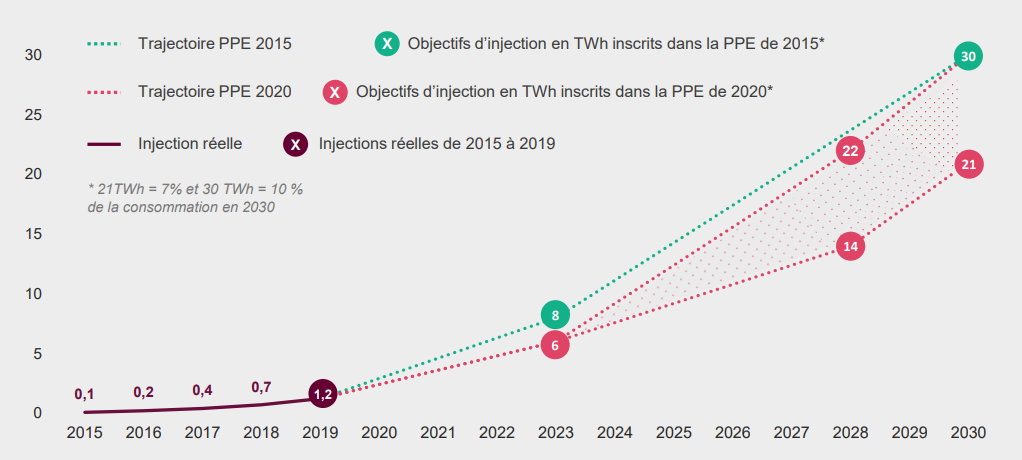 Trajectoire PPE 2015
X Objectifs d’injection en TWh inscrits dans la PPE de 2015*
Trajectoire PPE 2020
X Objectifs d’injection en TWh inscrits dans la PPE de 2020*
Injection réelle
X Injections réelles de 2015 à 2019
* 21TWh = 7% et 30 TWh = 10 %
de la consommation en 2030
30
25
20
15
10
5
0
30
22
21
14
8
6
0,1 0,2 0,4 0,7 1,2
2015 2016 2017 2018 2019 2020 2021 2022 2023 2024 2025 2026 2027 2028 2029 2030